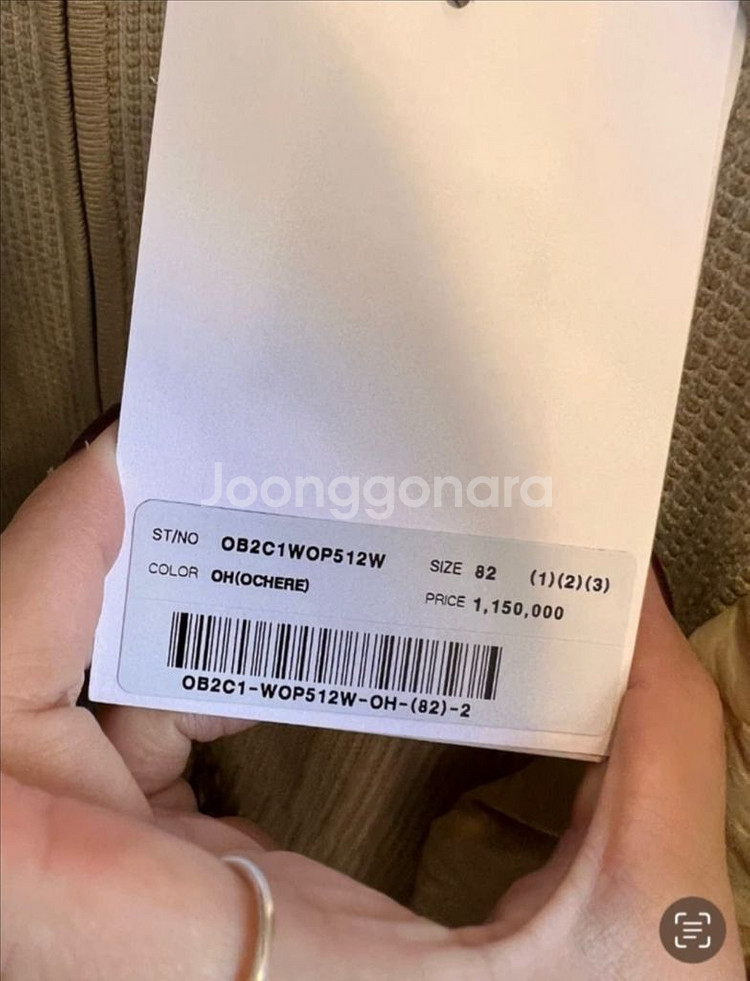 Joonggonara
ST/NO OB2C1WOP512W SIZE 82 (1)(2)(3)
COLOR OH(OCHERE) PRICE 1,150,000
OB2C1-WOP512W-OH-(82)-2